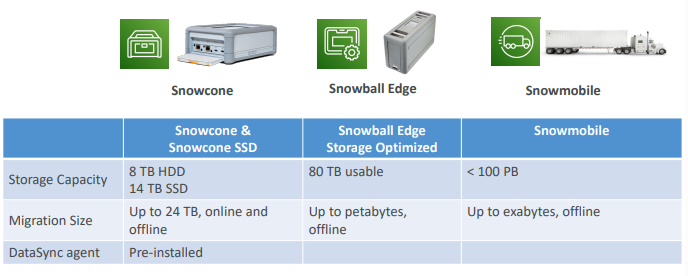 Snowcone
Snowball Edge
Snowmobile
Snowcone &
Snowcone SSD
Snowball Edge
Storage Optimized
Snowmobile
Storage Capacity
8 TB HDD
14 TB SSD
80 TB usable
< 100 PB
Migration Size
Up to 24 TB, online and
offline
Up to petabytes,
offline
Up to exabytes, offline
DataSync agent
Pre-installed